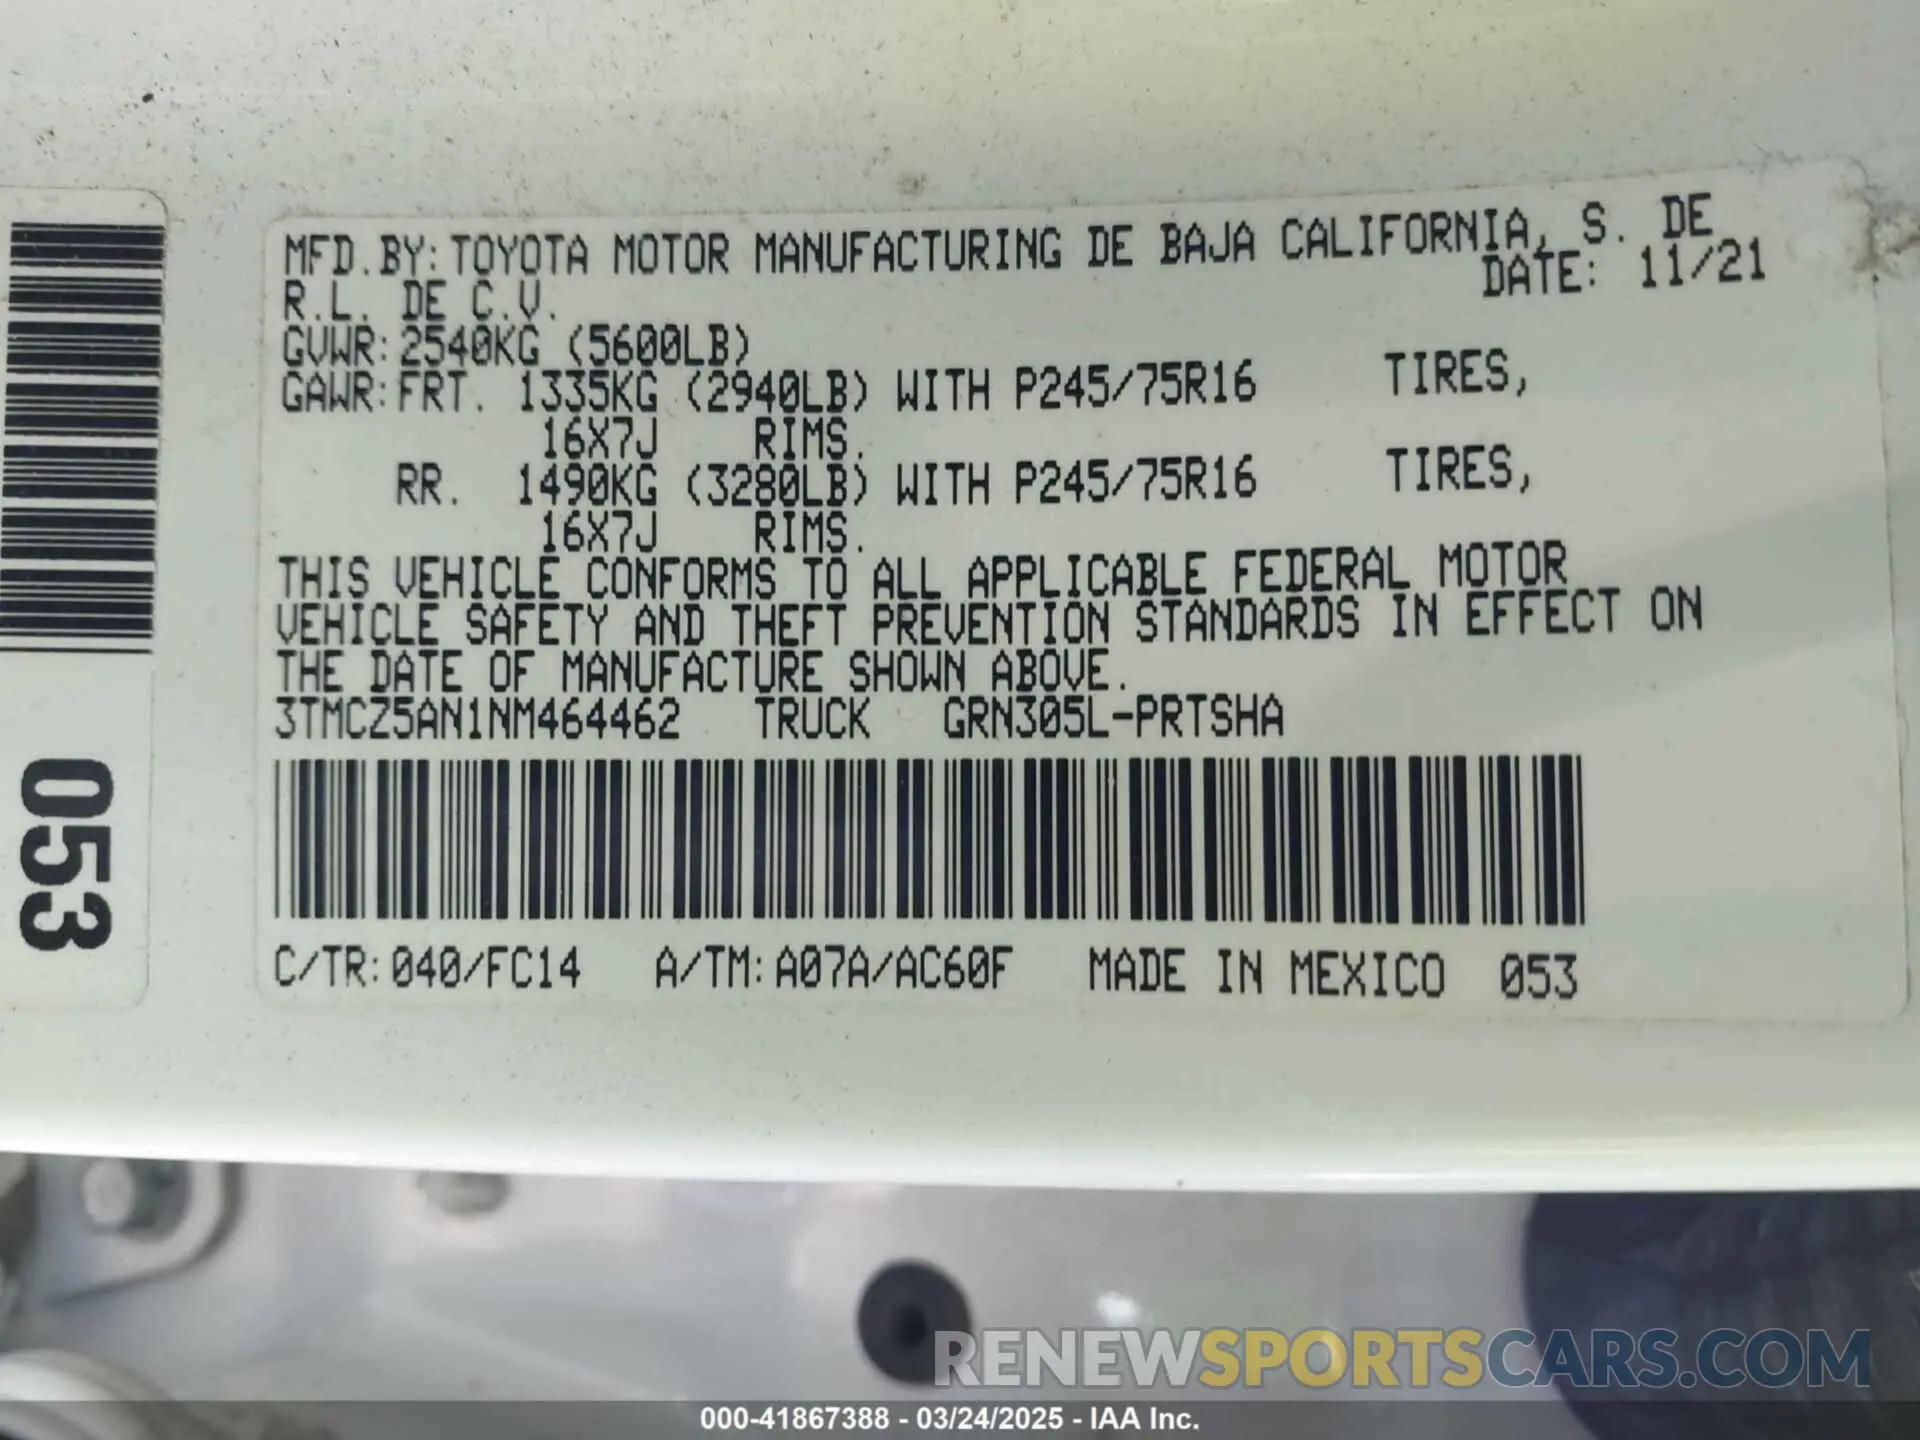 MFD.BY:TOYOTA MOTOR MANUFACTURING DE BAJA CALIFORNIA, S. DE
R.L. DE C.V. DATE: 11/21
GVWR:2540KG (5600LB)
GAWR:FRT. 1335KG (2940LB) WITH P245/75R16 TIRES,
16X7J RIMS.
RR. 1490KG (3280LB) WITH P245/75R16 TIRES,
16X7J RIMS.
THIS VEHICLE CONFORMS TO ALL APPLICABLE FEDERAL MOTOR
VEHICLE SAFETY AND THEFT PREVENTION STANDARDS IN EFFECT ON
THE DATE OF MANUFACTURE SHOWN ABOVE.
3TMCZ5AN1NM464462 TRUCK GRN305L-PRTSHA
C/TR:040/FC14 A/TM:A07A/AC60F MADE IN MEXICO 053
053
RENEWSPORTSCARS.COM
000-41867388 - 03/24/2025 - IAA Inc.